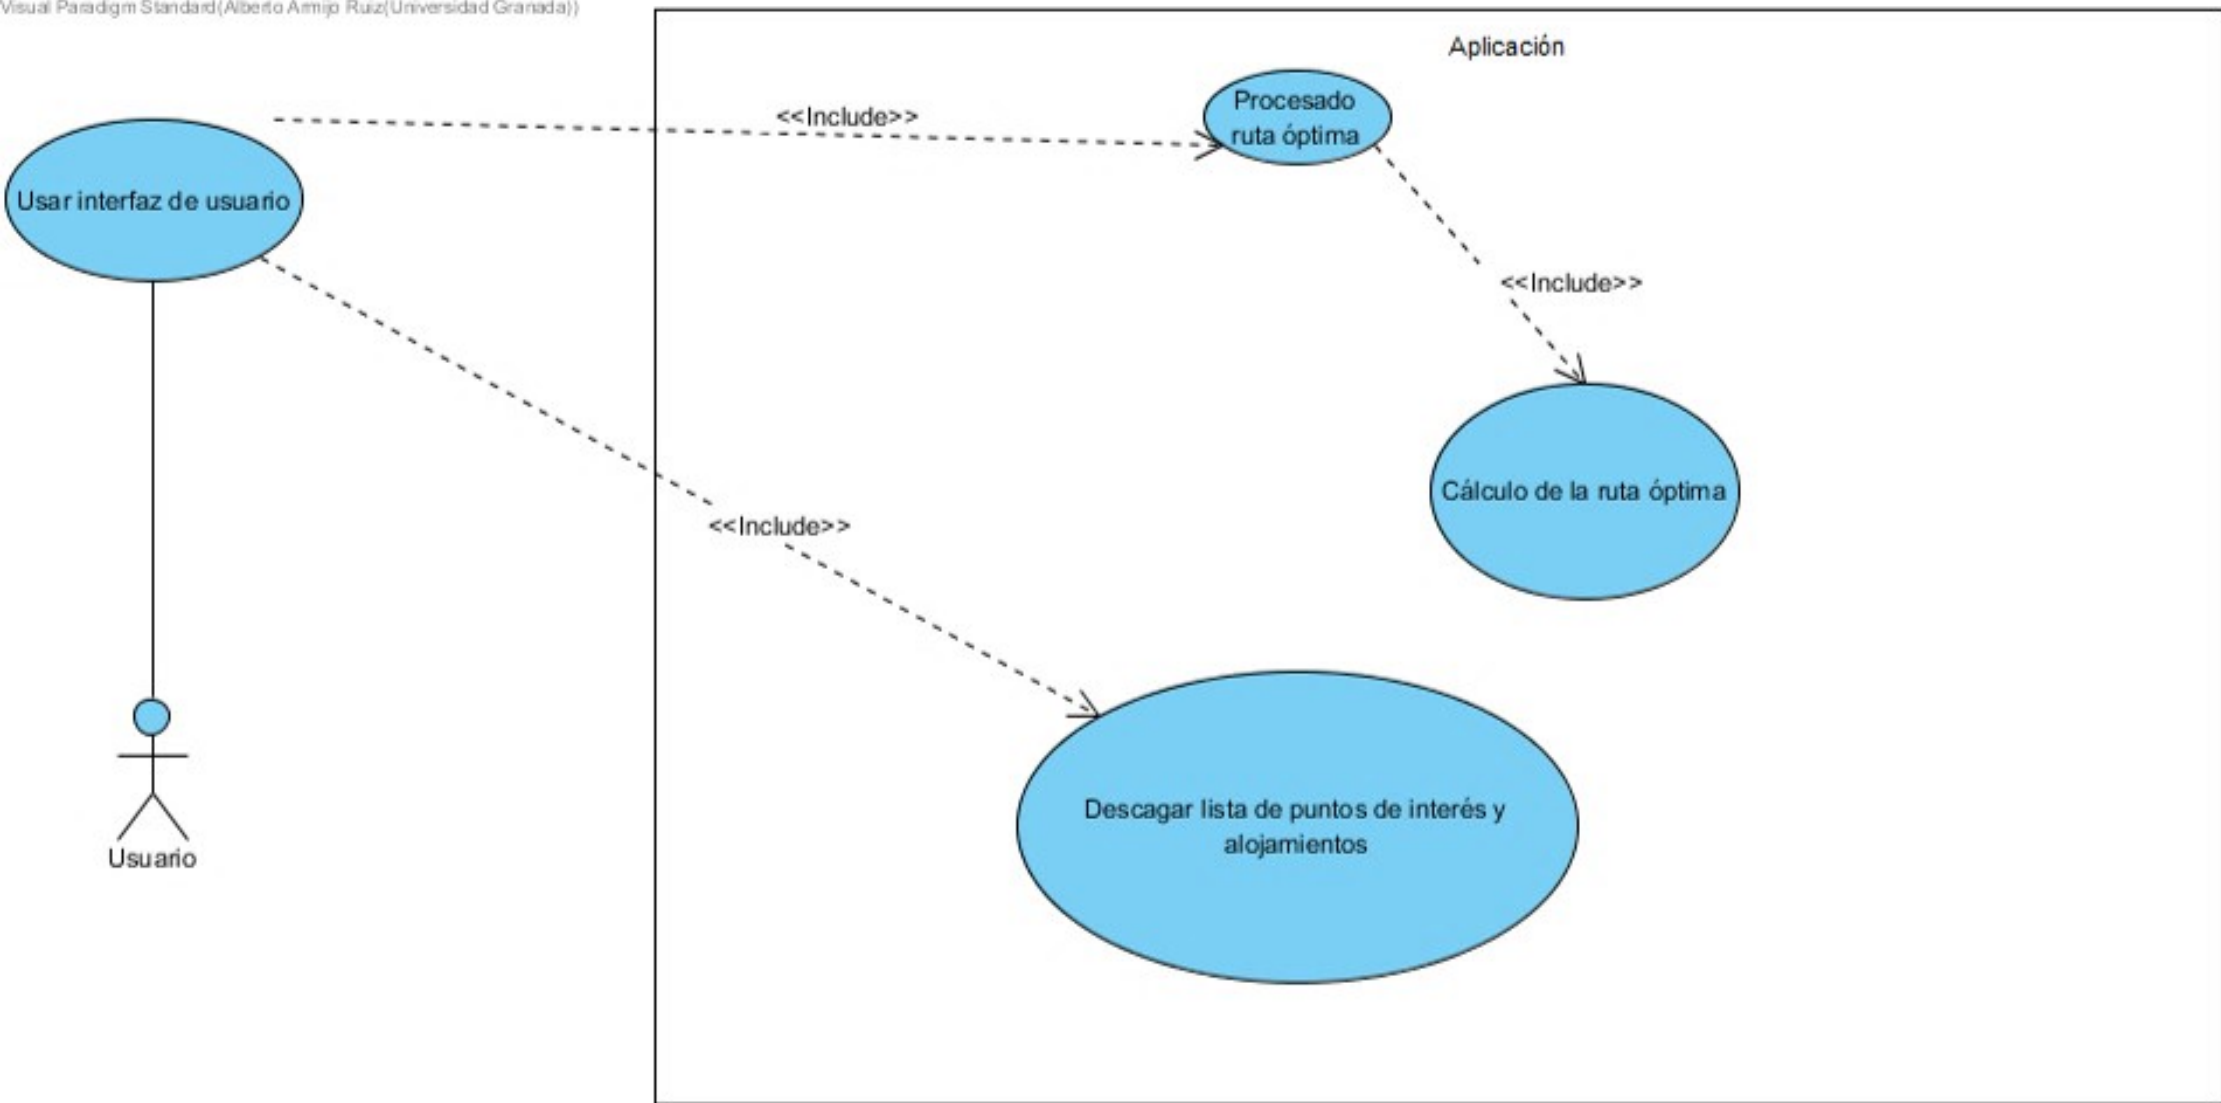 Visual Paradigm Standard(Alberto Armijo Ruiz(Universidad Granada))
Aplicación
Procesado
ruta óptima
<<Include>>
Usar interfaz de usuario
<<Include>>
Cálculo de la ruta óptima
<<Include>>
Descagar lista de puntos de interés y
alojamientos
Usuario